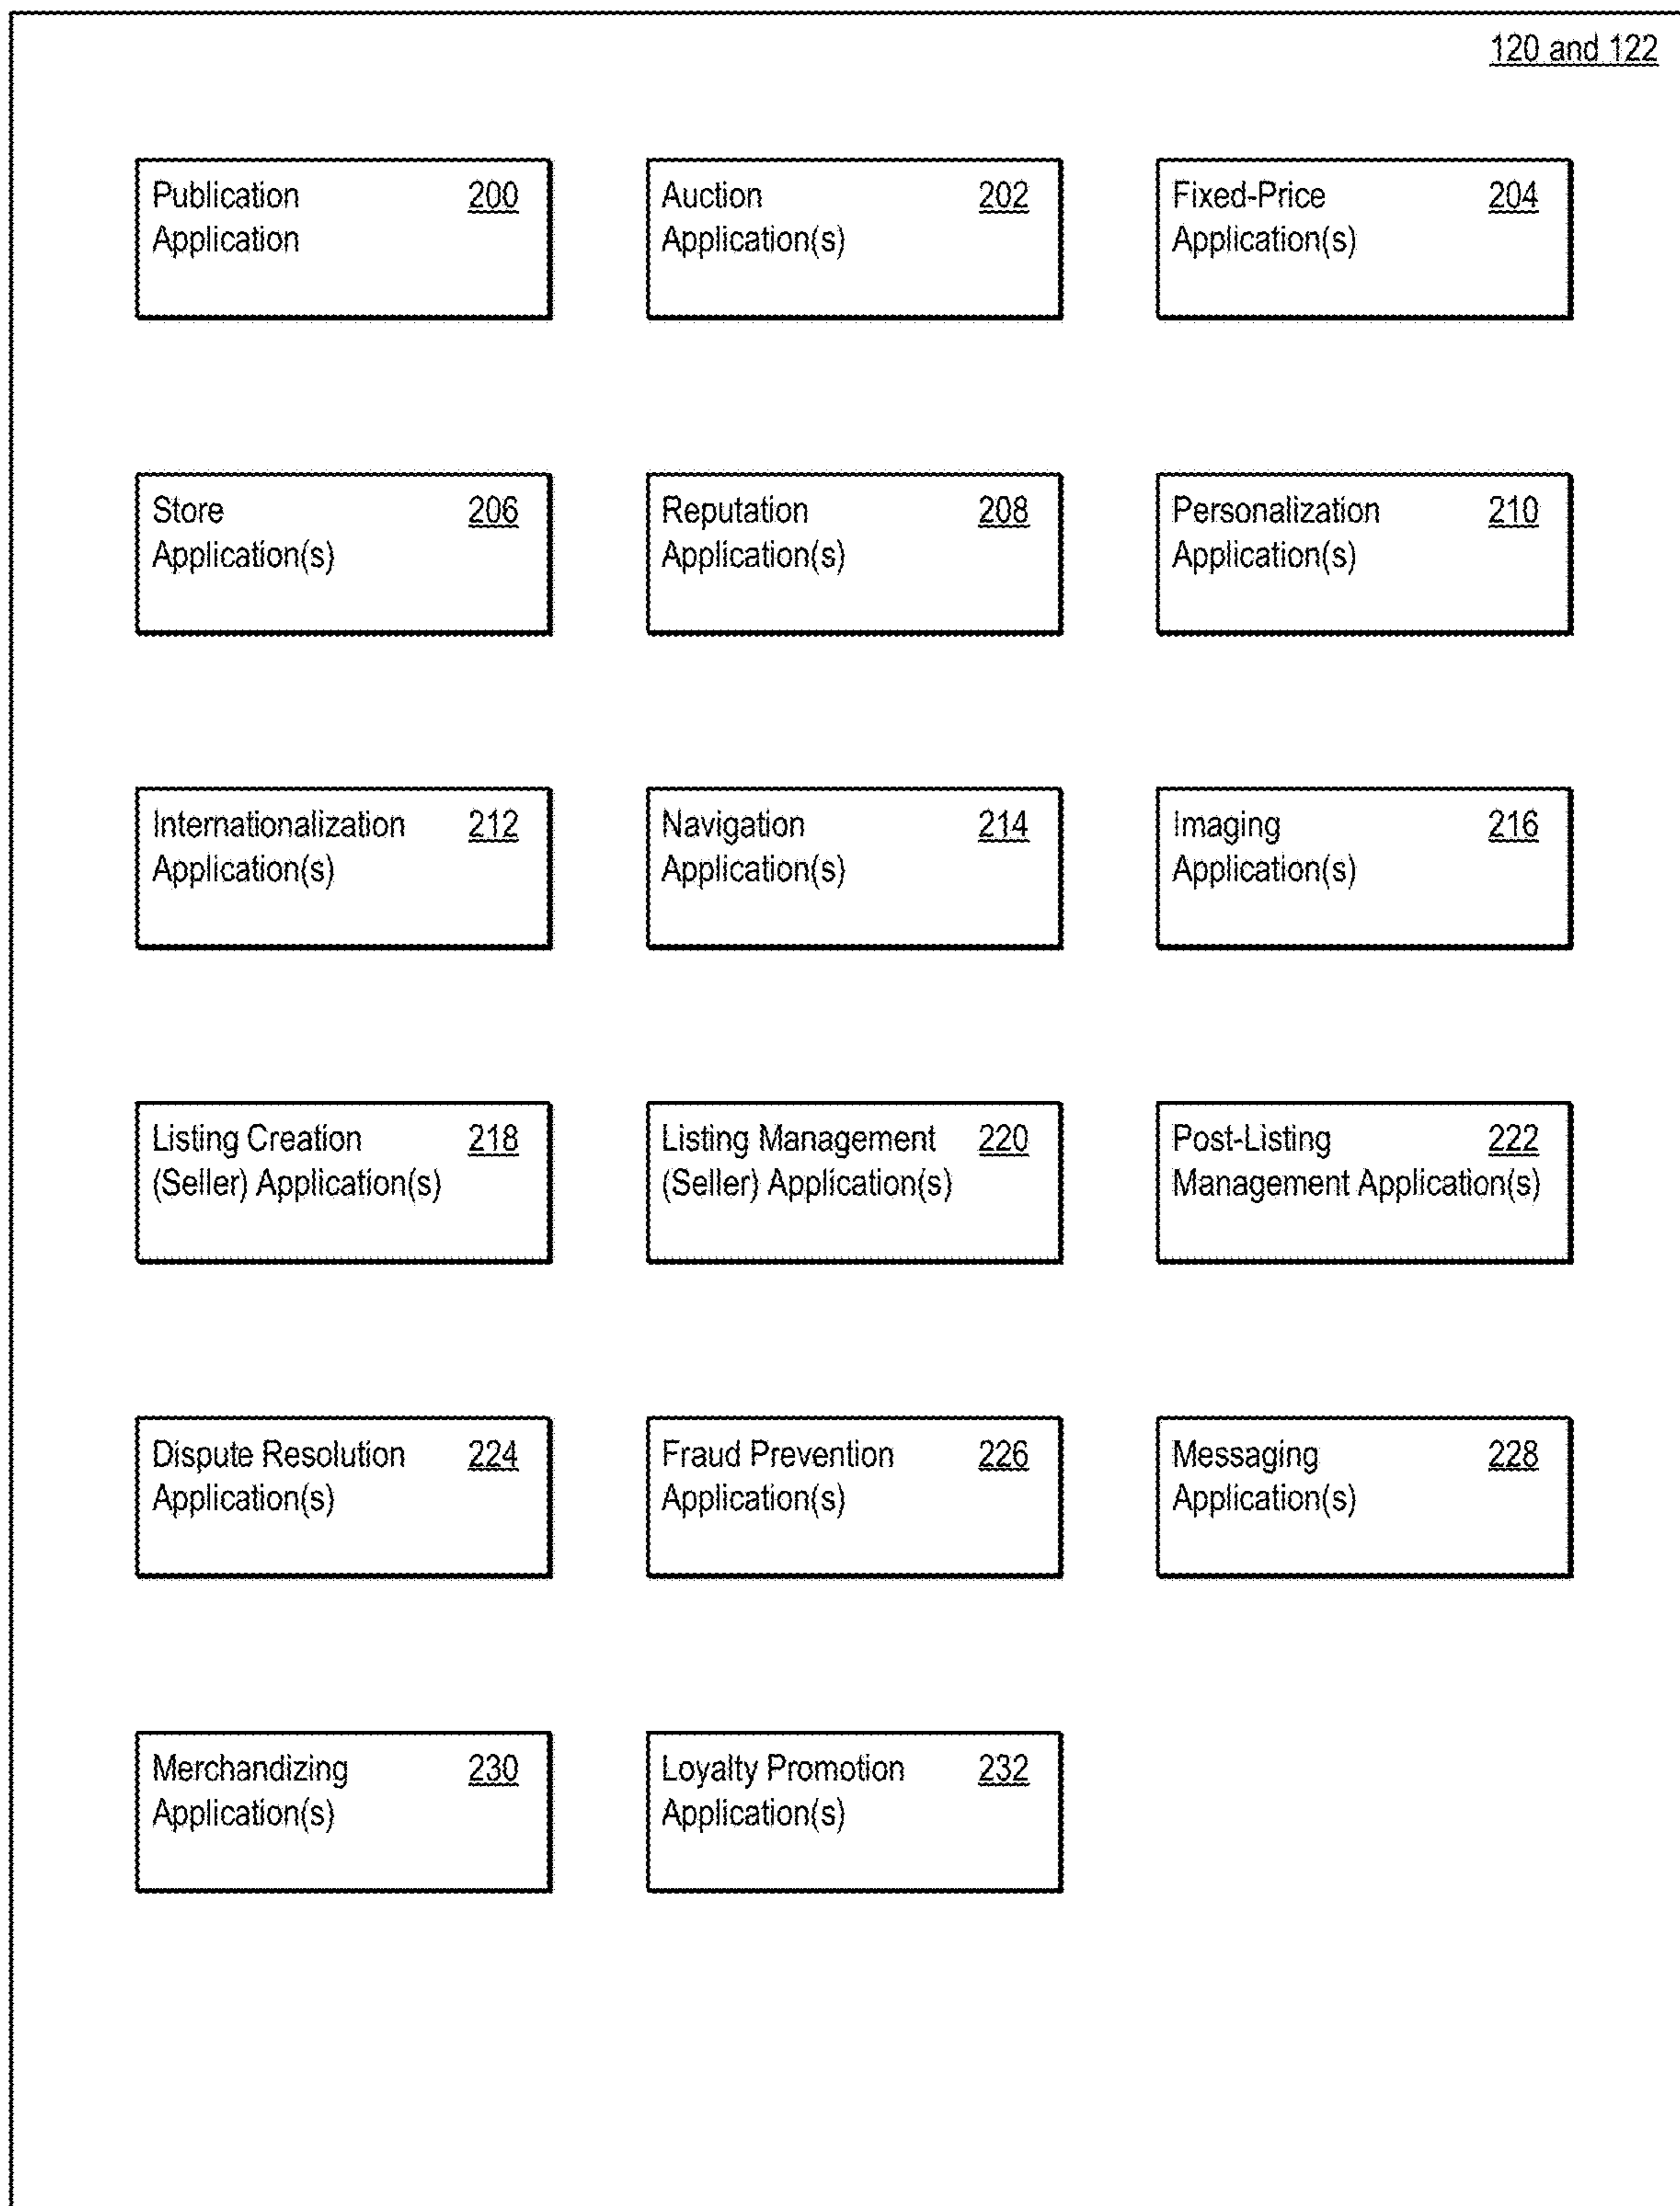 120 and 122
Publication 200
Application
Auction 202
Application(s)
Fixed-Price 204
Application(s)
Store 206
Application(s)
Reputation 208
Application(s)
Personalization 210
Application(s)
Internationalization 212
Application(s)
Navigation 214
Application(s)
Imaging 216
Application(s)
Listing Creation 218
(Seller) Application(s)
Listing Management 220
(Seller) Application(s)
Post-Listing 222
Management Application(s)
Dispute Resolution 224
Application(s)
Fraud Prevention 226
Application(s)
Messaging 228
Application(s)
Merchandizing 230
Application(s)
Loyalty Promotion 232
Application(s)